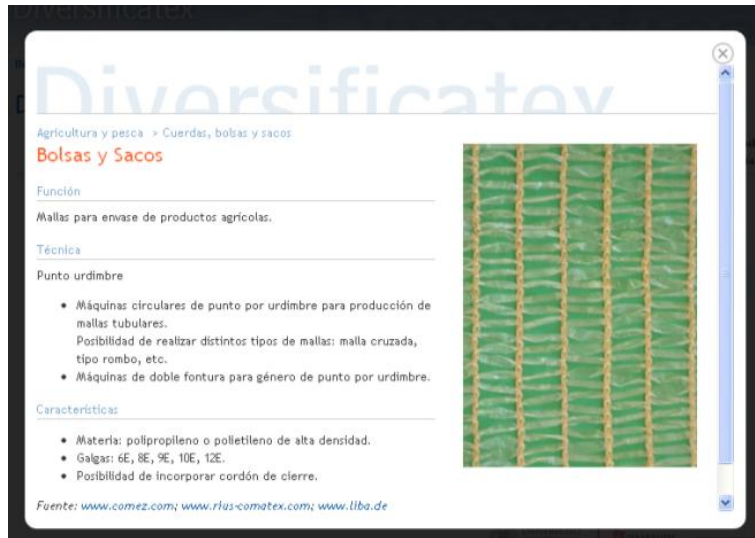 Diversificatex
Diversificatex
Agricultura y pesca > Cuerdas, bolsas y sacos
Bolsas y Sacos
Función
Mallas para envase de productos agrícolas.
Técnica
Punto urdimbre
• Máquinas circulares de punto por urdimbre para producción de
mallas tubulares.
Posibilidad de realizar distintos tipos de mallas: malla cruzada,
tipo rombo, etc.
• Máquinas de doble fontura para género de punto por urdimbre.
Características
• Materia: polipropileno o polietileno de alta densidad.
• Galgas: 6E, 8E, 9E, 10E, 12E.
• Posibilidad de incorporar cordón de cierre.
Fuente: www.comez.com; www.rius-comatex.com; www.liba.de